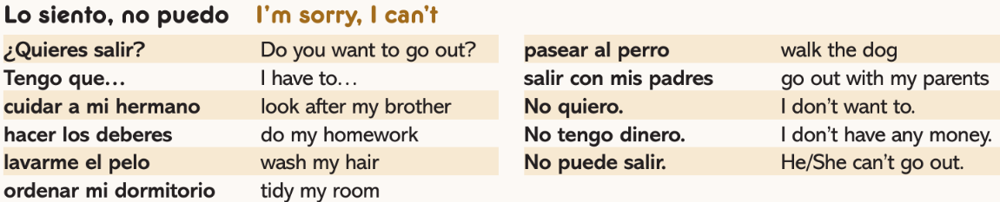 Lo siento, no puedo I'm sorry, I can't
¿Quieres salir? Do you want to go out?
Tengo que… I have to…
cuidar a mi hermano look after my brother
hacer los deberes do my homework
lavarme el pelo wash my hair
ordenar mi dormitorio tidy my room
pasear al perro walk the dog
salir con mis padres go out with my parents
No quiero. I don't want to.
No tengo dinero. I don't have any money.
No puede salir. He/She can't go out.